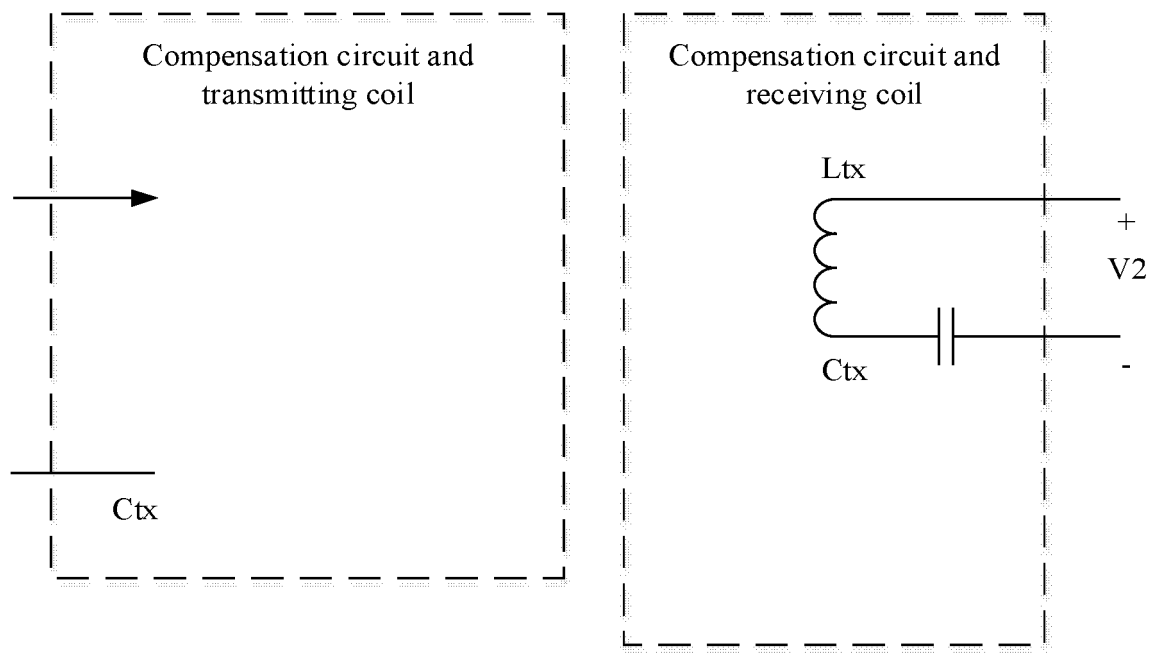 Compensation circuit and
transmitting coil
Ctx
Compensation circuit and
receiving coil
Ltx
+
V2
Ctx
-